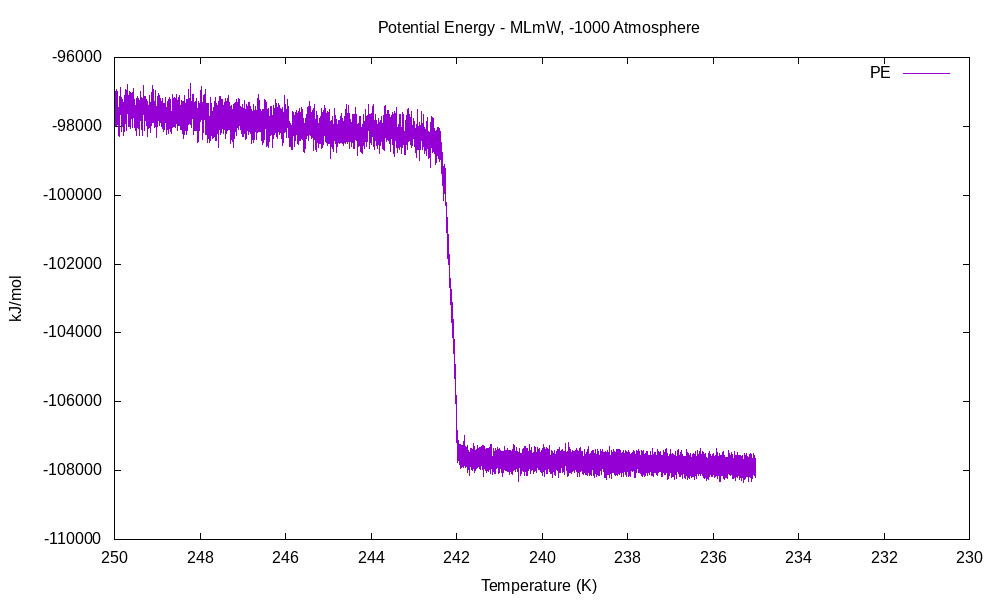 Potential Energy - MLmW, -1000 Atmosphere
-96000
PE
-98000
-100000
-102000
kJ/mol
-104000
-106000
-108000
-110000
250 248 246 244 242 240 238 236 234 232 230
Temperature (K)